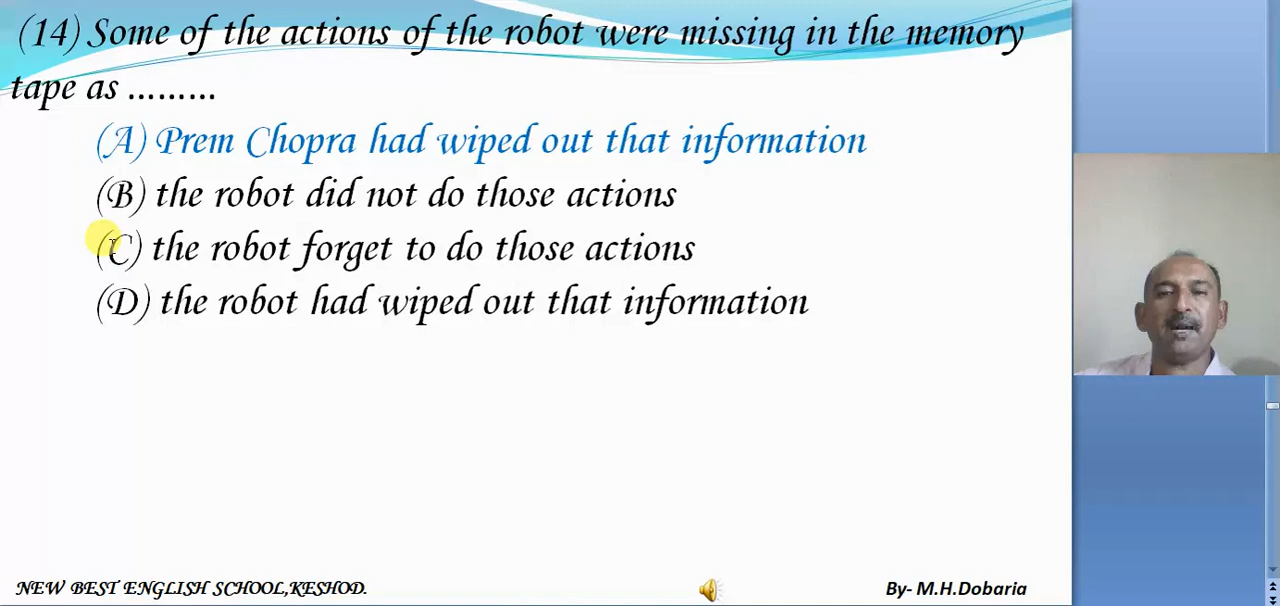 (14) Some of the actions of the robot were missing in the memory
tape as .........
(A) Prem Chopra had wiped out that information
(B) the robot did not do those actions
(C) the robot forget to do those actions
(D) the robot had wiped out that information
NEW BEST ENGLISH SCHOOL,KESHOD.
By- M.H.Dobaria